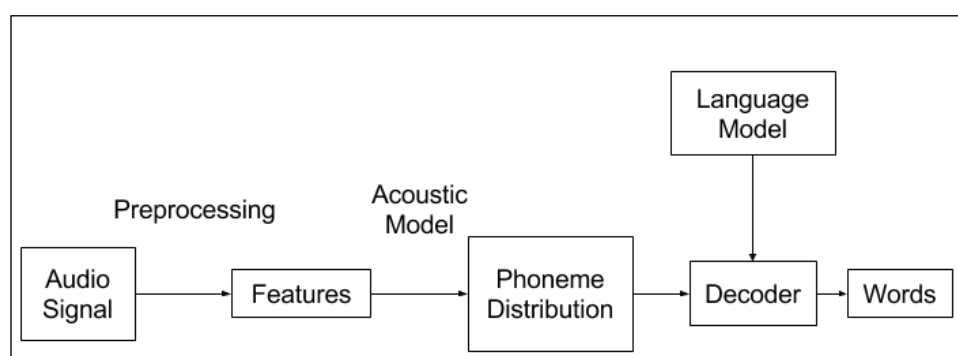 Language
Model
Preprocessing
Acoustic
Model
Audio
Signal
Features
Phoneme
Distribution
Decoder
Words